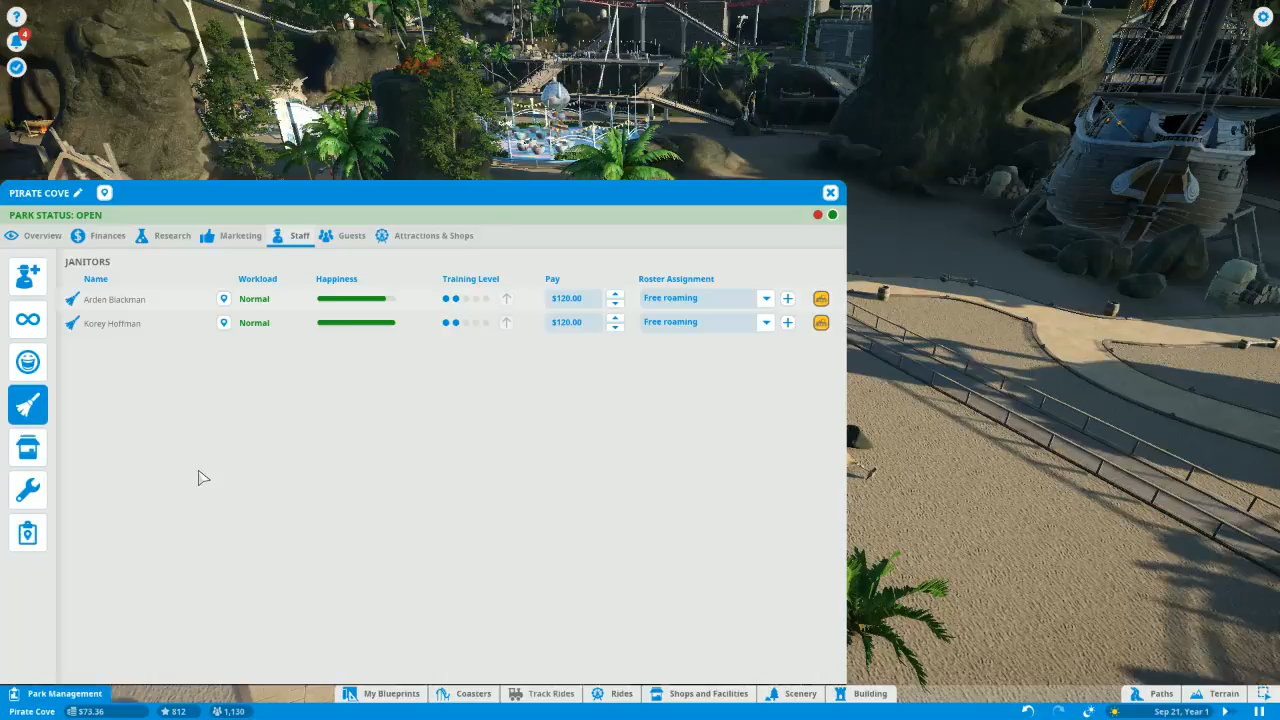 ?
4
PIRATE COVE
PARK STATUS: OPEN
Overview Finances Research Marketing Staff Guests Attractions & Shops
JANITORS
Name Workload Happiness Training Level Pay Roster Assignment
Arden Blackman Normal $120.00 Free roaming
Korey Hoffman Normal $120.00 Free roaming
Park Management My Blueprints Coasters Track Rides Rides Shops and Facilities Scenery Building Paths Terrain
Pirate Cove $73.36 812 1,130 Sep 21, Year 1